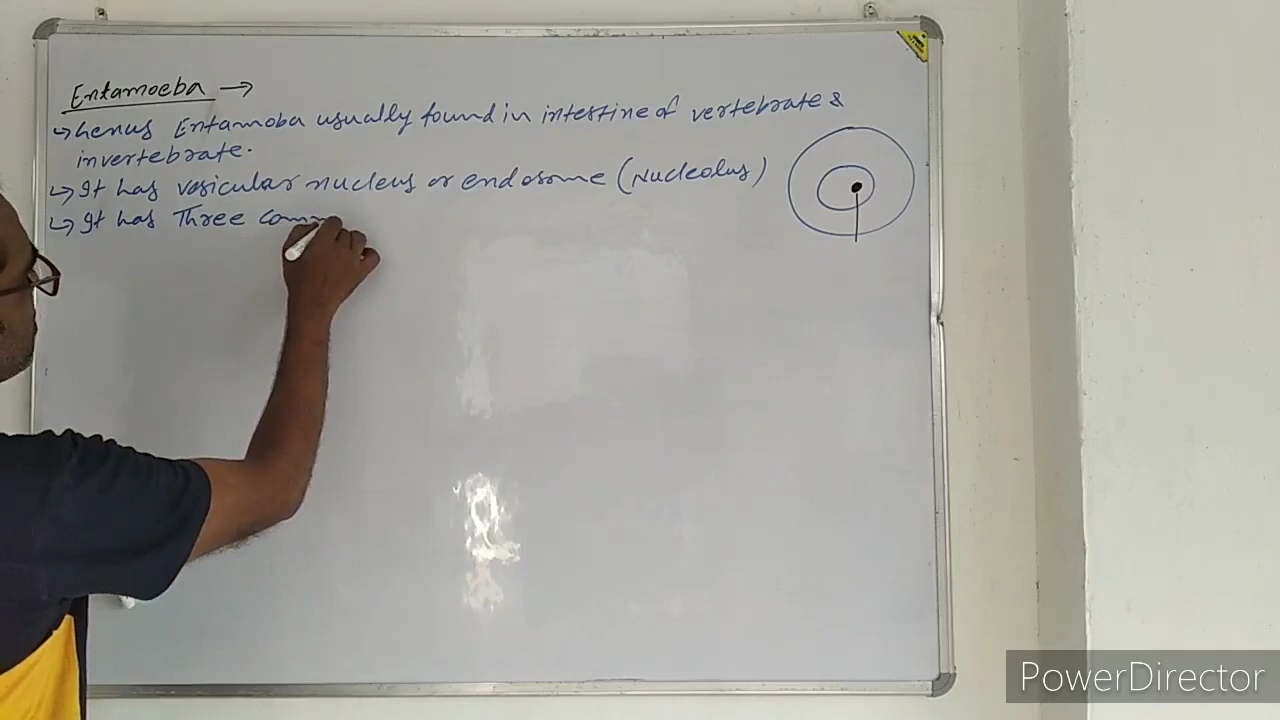 Entamoeba →
↳ Genus Entamoba usually found in intestine of vertebrate &
invertebrate.
↳ It has vesicular nucleus or endosome (Nucleolus)
↳ It has Three comm
PowerDirector